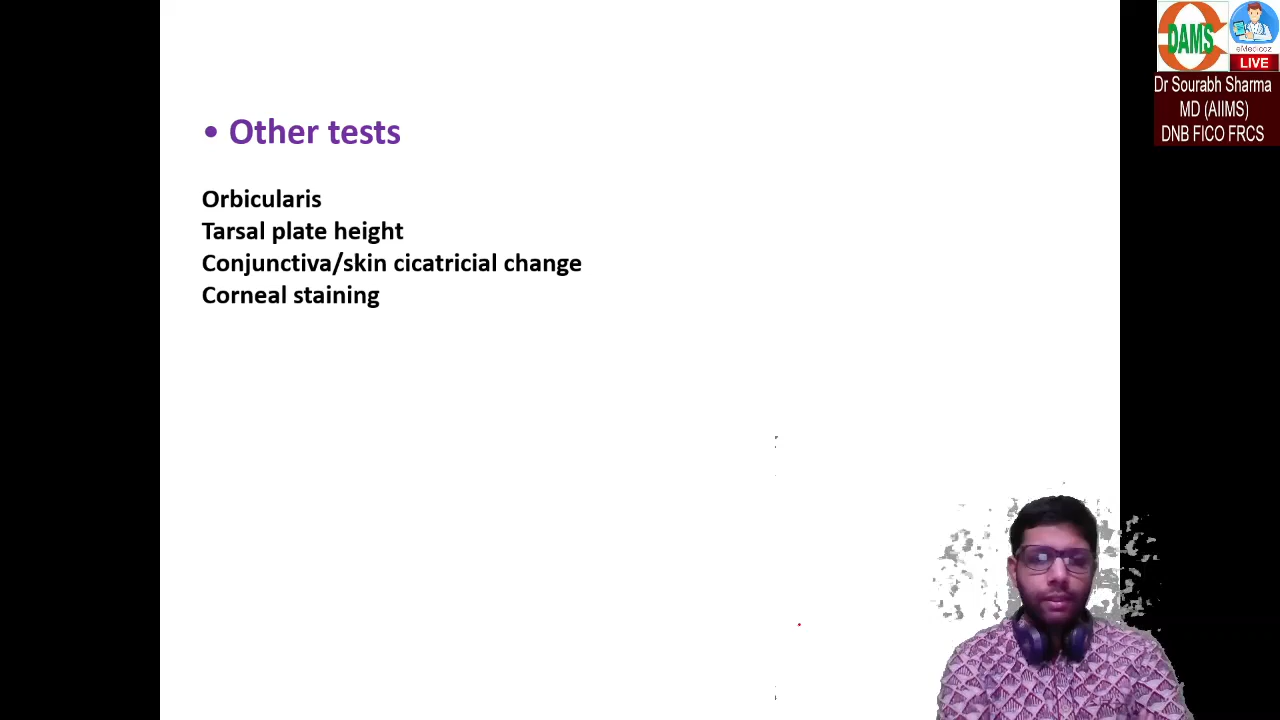 • Other tests
Orbicularis
Tarsal plate height
Conjunctiva/skin cicatricial change
Corneal staining
DAMS
eMedicoz
LIVE
Dr Sourabh Sharma
MD (AIIMS)
DNB FICO FRCS